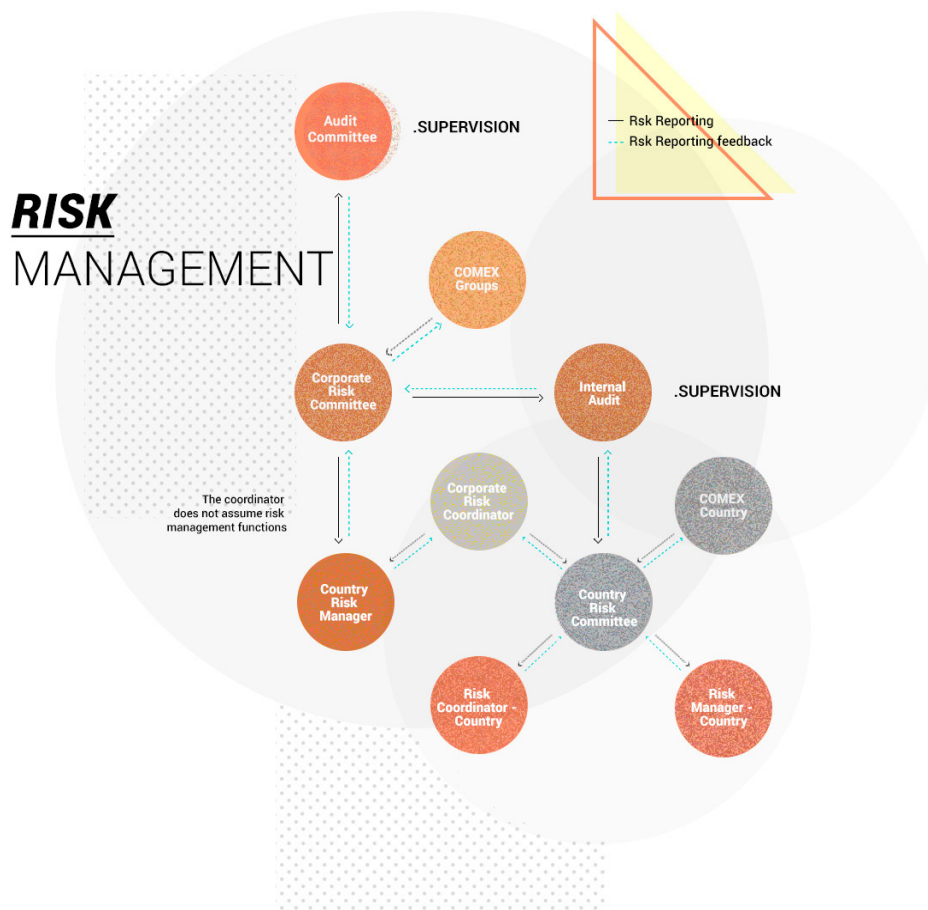 RISK
MANAGEMENT
Audit
Committee
.SUPERVISION
Rsk Reporting
Rsk Reporting feedback
COMEX
Groups
Corporate
Risk
Committee
Internal
Audit
.SUPERVISION
The coordinator
does not assume risk
management functions
Corporate
Risk
Coordinator
COMEX
Country
Country
Risk
Manager
Country
Risk
Committee
Risk
Coordinator -
Country
Risk
Manager -
Country